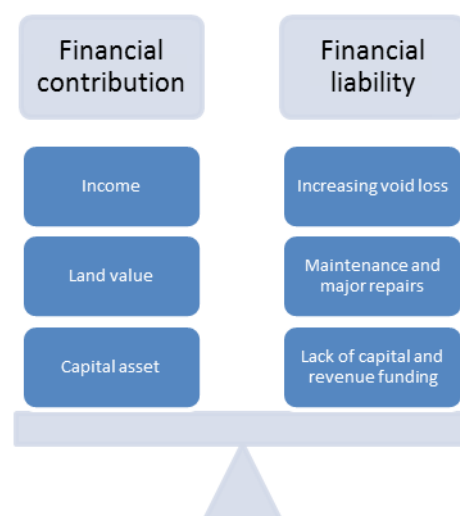 Financial
contribution
Income
Land value
Capital asset
Financial
liability
Increasing void loss
Maintenance and
major repairs
Lack of capital and
revenue funding